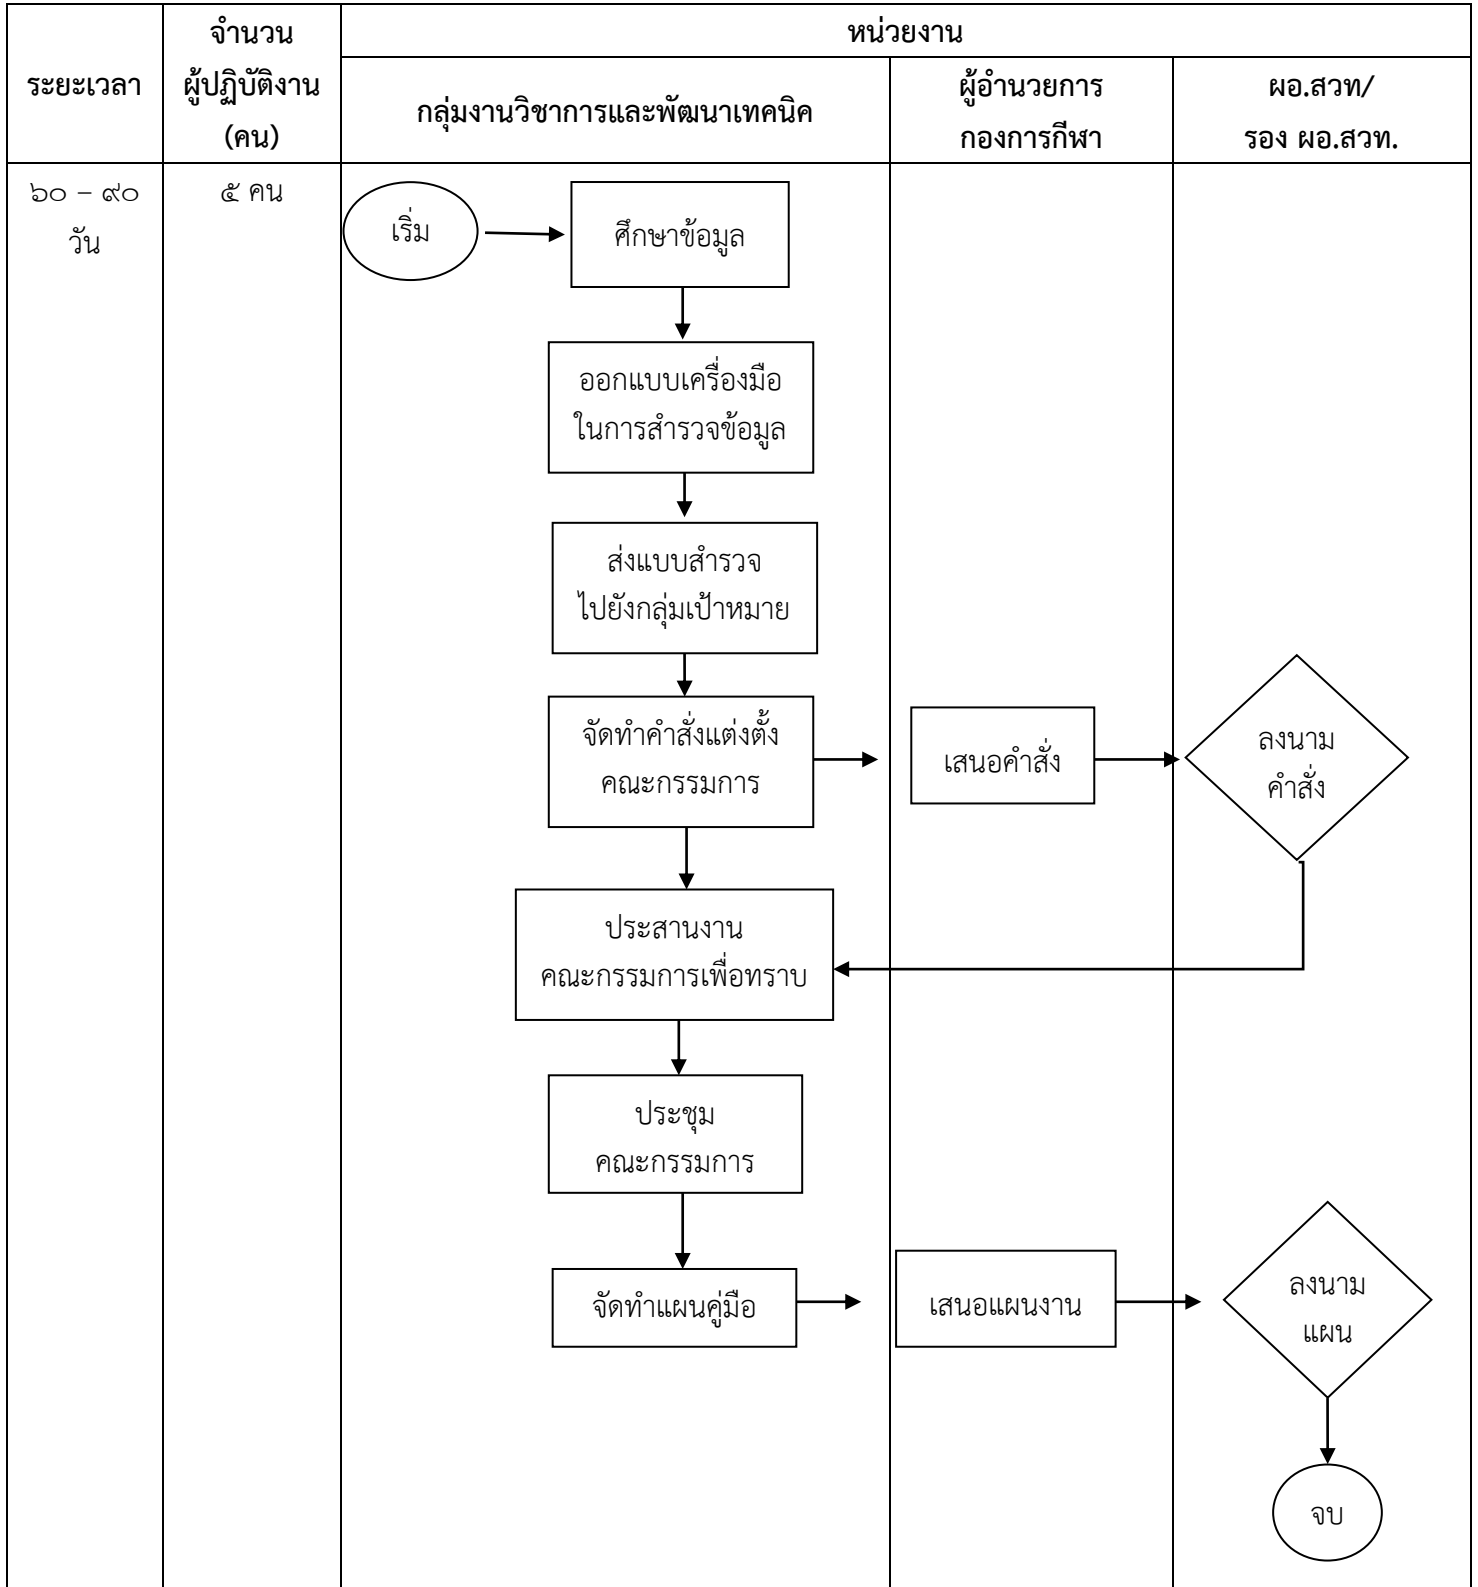 ระยะเวลา
จำนวน
ผู้ปฏิบัติงาน
(คน)
หน่วยงาน
กลุ่มงานวิชาการและพัฒนาเทคนิค
ผู้อำนวยการ
กองการกีฬา
ผอ.สวท/
รอง ผอ.สวท.
๖๐ – ๙๐
วัน
๕ คน
เริ่ม
ศึกษาข้อมูล
ออกแบบเครื่องมือ
ในการสำรวจข้อมูล
ส่งแบบสำรวจ
ไปยังกลุ่มเป้าหมาย
จัดทำคำสั่งแต่งตั้ง
คณะกรรมการ
เสนอคำสั่ง
ลงนาม
คำสั่ง
ประสานงาน
คณะกรรมการเพื่อทราบ
ประชุม
คณะกรรมการ
จัดทำแผนคู่มือ
เสนอแผนงาน
ลงนาม
แผน
จบ